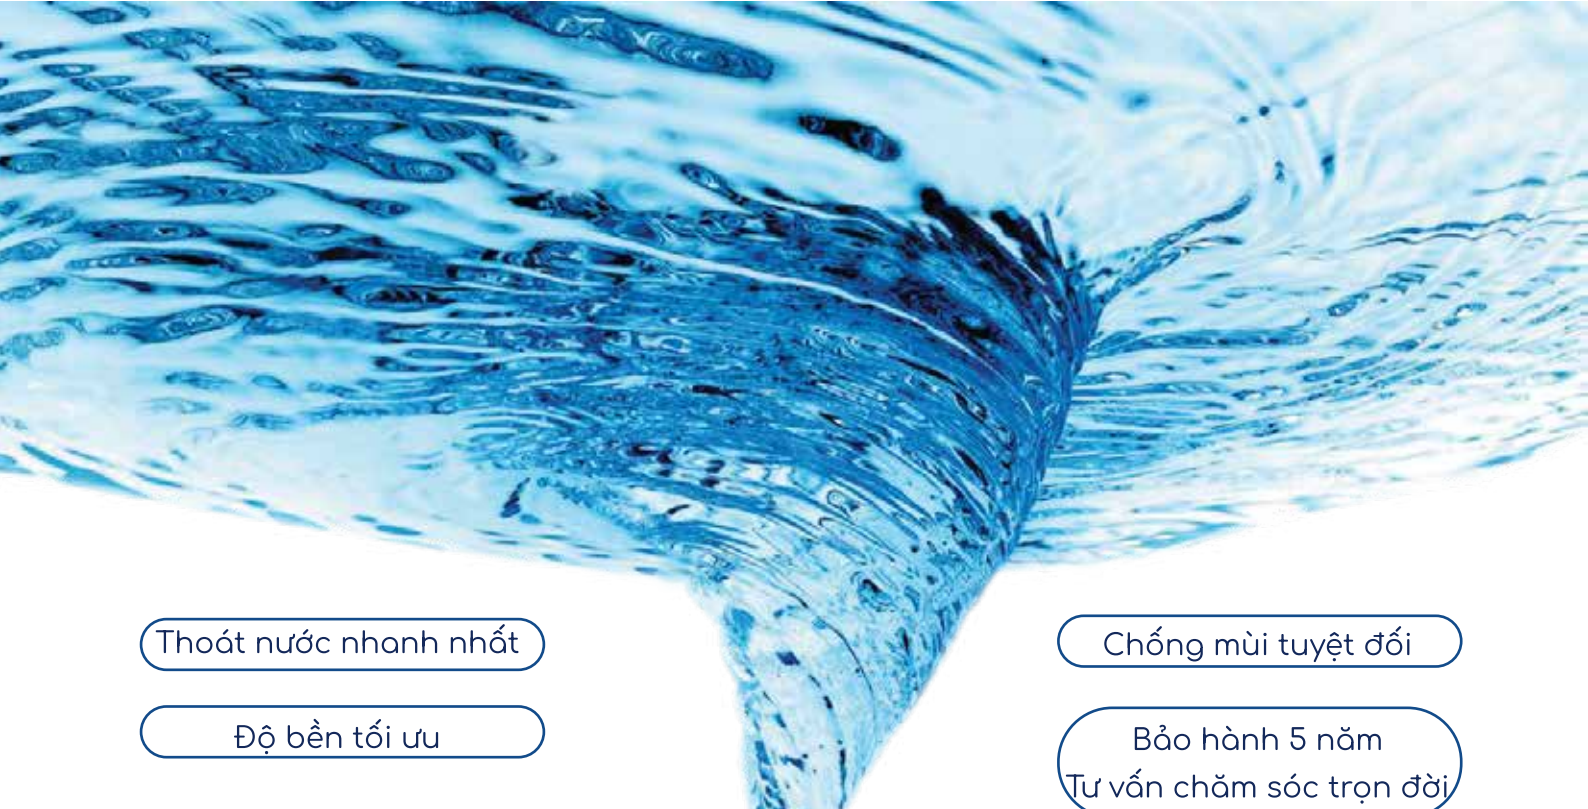 Thoát nước nhanh nhất
Độ bền tối ưu
Chống mùi tuyệt đối
Bảo hành 5 năm
Tư vấn chăm sóc trọn đời